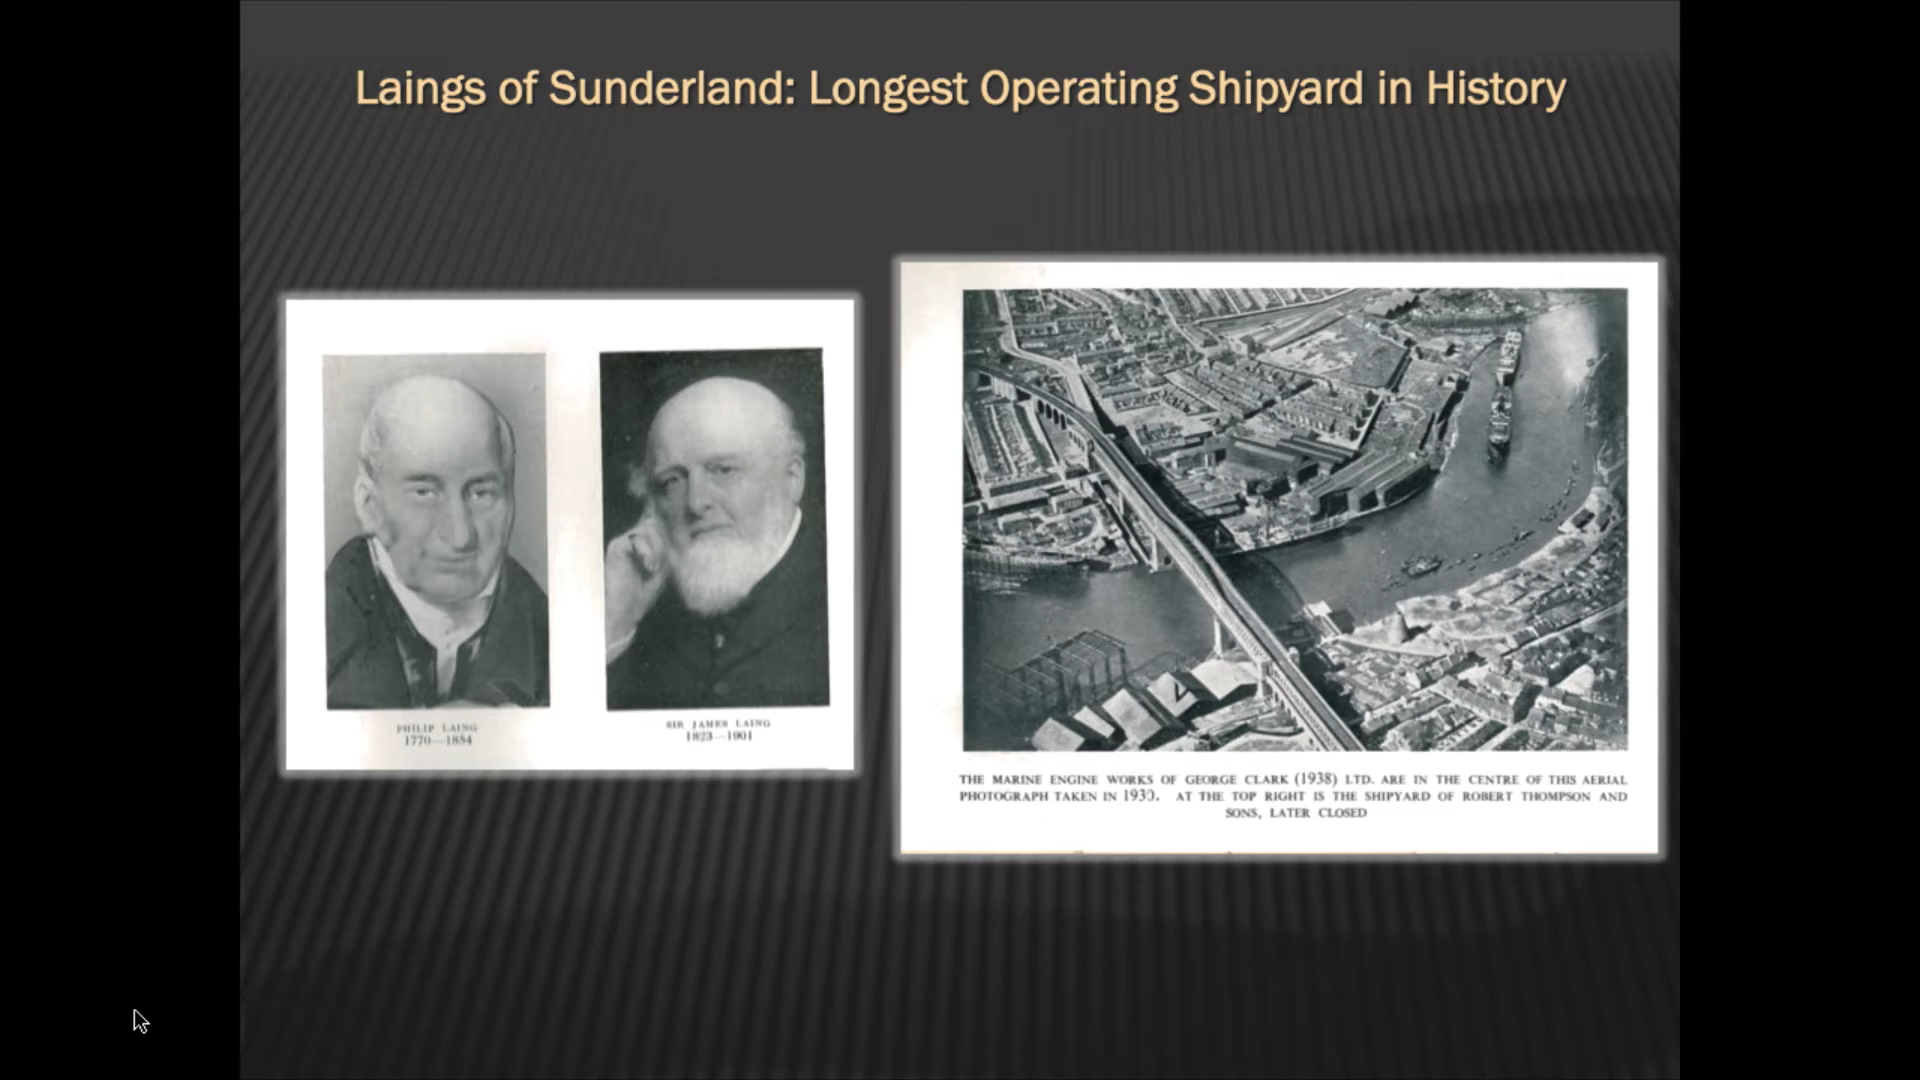 Laings of Sunderland: Longest Operating Shipyard in History
PHILIP LAING
1770—1854
SIR JAMES LAING
1823—1901
THE MARINE ENGINE WORKS OF GEORGE CLARK (1938) LTD. ARE IN THE CENTRE OF THIS AERIAL
PHOTOGRAPH TAKEN IN 1930. AT THE TOP RIGHT IS THE SHIPYARD OF ROBERT THOMPSON AND
SONS, LATER CLOSED